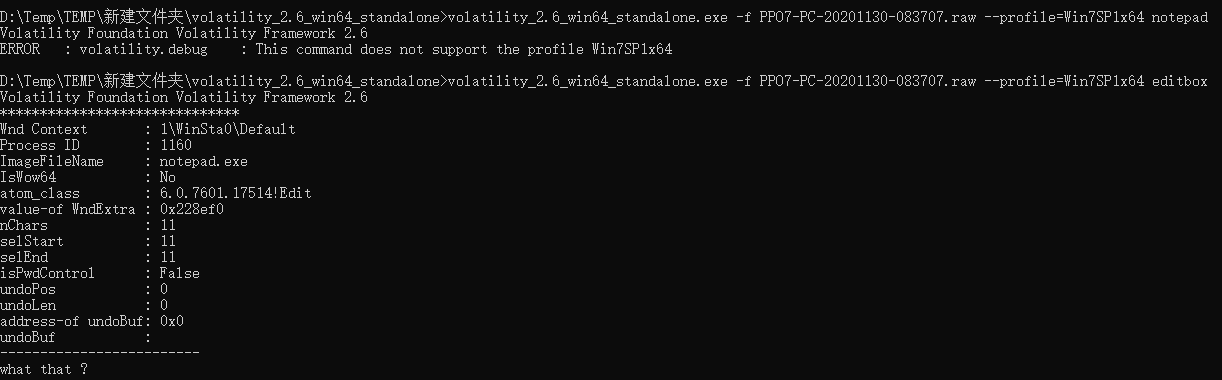 D:\Temp\TEMP\新建文件夹\volatility_2.6_win64_standalone>volatility_2.6_win64_standalone.exe -f PPO7-PC-20201130-083707.raw --profile=Win7SP1x64 notepad
Volatility Foundation Volatility Framework 2.6
ERROR   : volatility.debug    : This command does not support the profile Win7SP1x64
D:\Temp\TEMP\新建文件夹\volatility_2.6_win64_standalone>volatility_2.6_win64_standalone.exe -f PPO7-PC-20201130-083707.raw --profile=Win7SP1x64 editbox
Volatility Foundation Volatility Framework 2.6
******************************
Wnd Context       : 1\WinSta0\Default
Process ID        : 1160
ImageFileName     : notepad.exe
IsWow64           : No
atom_class        : 6.0.7601.17514!Edit
value-of WndExtra : 0x228ef0
nChars            : 11
selStart          : 11
selEnd            : 11
isPwdControl      : False
undoPos           : 0
undoLen           : 0
address-of undoBuf: 0x0
undoBuf           :
-------------------------
what that ?